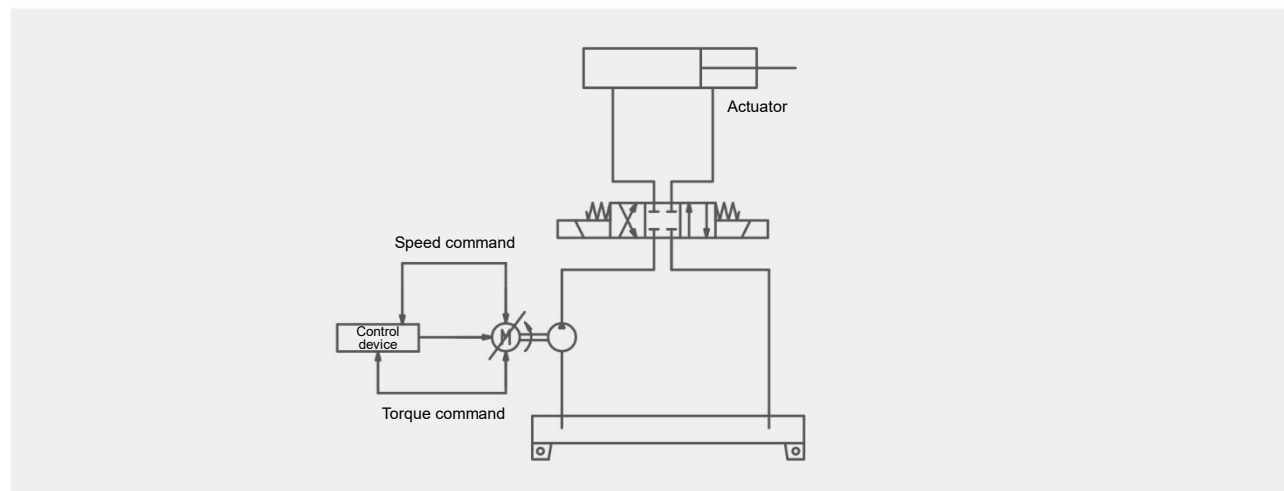 Actuator
Speed command
Control
device
M
Torque command